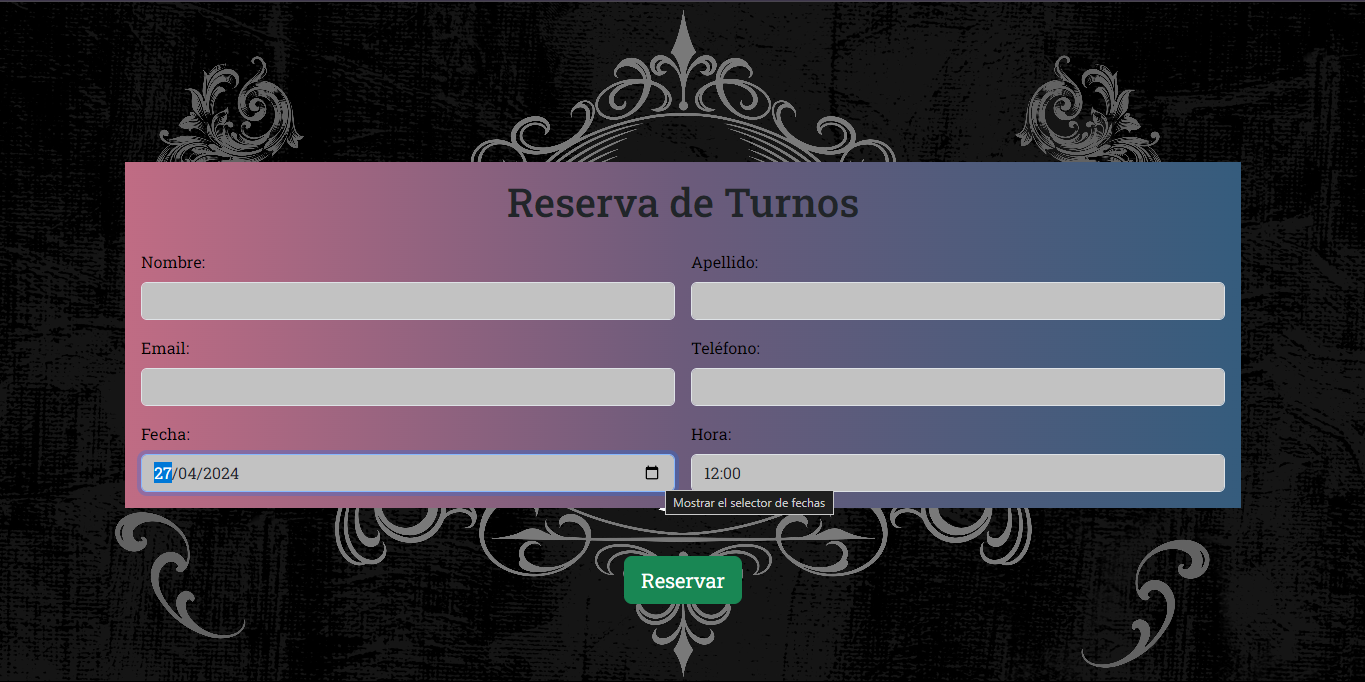 Reserva de Turnos
Nombre:
Apellido:
Email:
Teléfono:
Fecha:
Hora:
27/04/2024
12:00
Mostrar el selector de fechas
Reservar